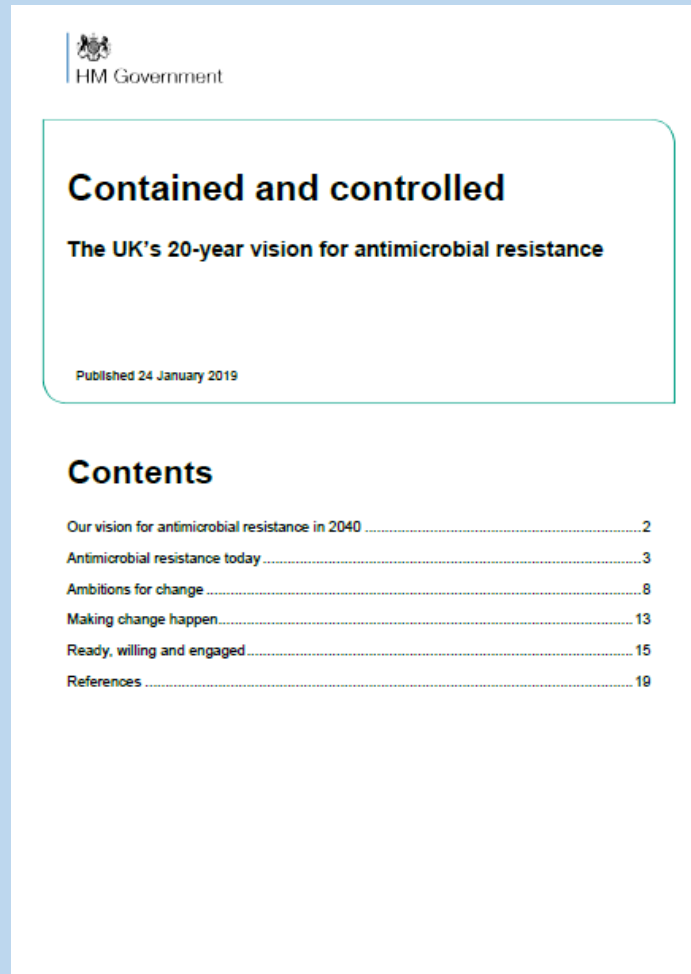 HM Government
Contained and controlled
The UK's 20-year vision for antimicrobial resistance
Published 24 January 2019
Contents
Our vision for antimicrobial resistance in 2040 ........................................ 2
Antimicrobial resistance today ........................................ 3
Ambitions for change ........................................ 8
Making change happen ........................................ 13
Ready, willing and engaged ........................................ 15
References ........................................ 19